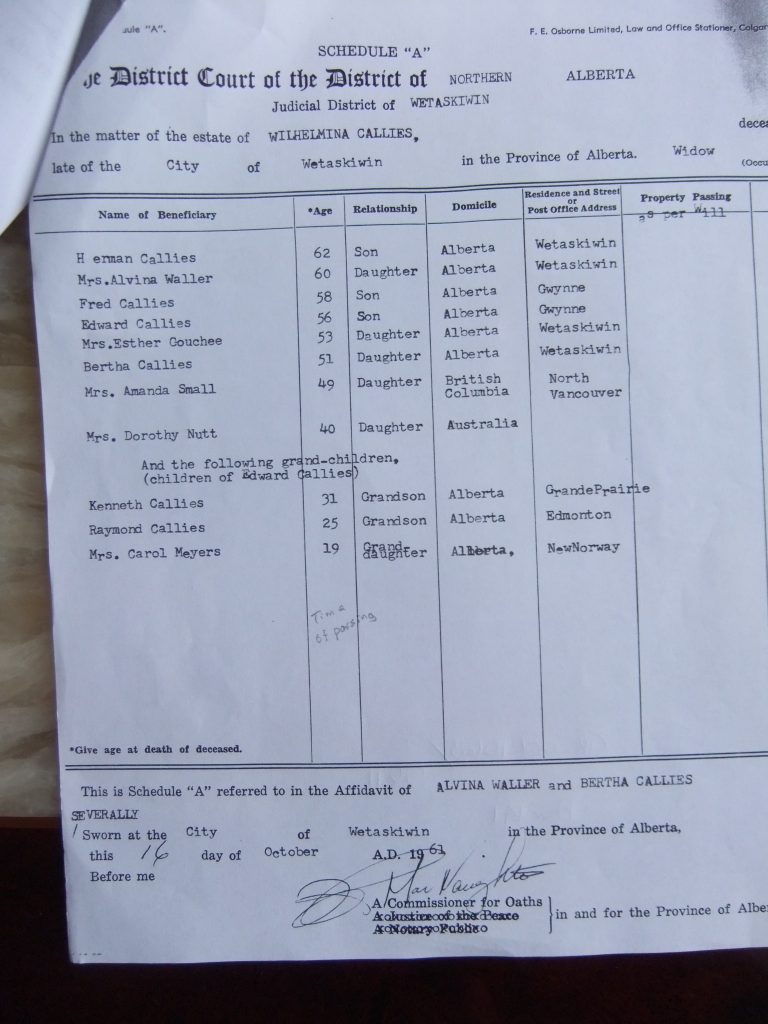 ule "A".
F. E. Osborne Limited, Law and Office Stationer, Calgar
SCHEDULE "A"
e District Court of the District of NORTHERN ALBERTA
Judicial District of WETASKIWIN
In the matter of the estate of WILHELMINA CALLIES, decea
late of the City of Wetaskiwin in the Province of Alberta. Widow
(Occu
Name of Beneficiary *Age Relationship Domicile Residence and Street or Post Office Address Property Passing
as per Will
H erman Callies 62 Son Alberta Wetaskiwin
Mrs.Alvina Waller 60 Daughter Alberta Wetaskiwin
Fred Callies 58 Son Alberta Gwynne
Edward Callies 56 Son Alberta Gwynne
Mrs.Esther Gouchee 53 Daughter Alberta Wetaskiwin
Bertha Callies 51 Daughter Alberta Wetaskiwin
Mrs. Amanda Small 49 Daughter British Columbia North Vancouver
Mrs. Dorothy Nutt 40 Daughter Australia
And the following grand-children,
(children of Edward Callies)
Kenneth Callies 31 Grandson Alberta GrandePrairie
Raymond Callies 25 Grandson Alberta Edmonton
Mrs. Carol Meyers 19 Grand-daughter Alberta, NewNorway
Time
of passing
*Give age at death of deceased.
This is Schedule "A" referred to in the Affidavit of ALVINA WALLER and BERTHA CALLIES
SEVERALLY
Sworn at the City of Wetaskiwin in the Province of Alberta,
this 16 day of October A.D. 1961
Before me
A Commissioner for Oaths
A Justice of the Peace
A Notary Public
in and for the Province of Albe